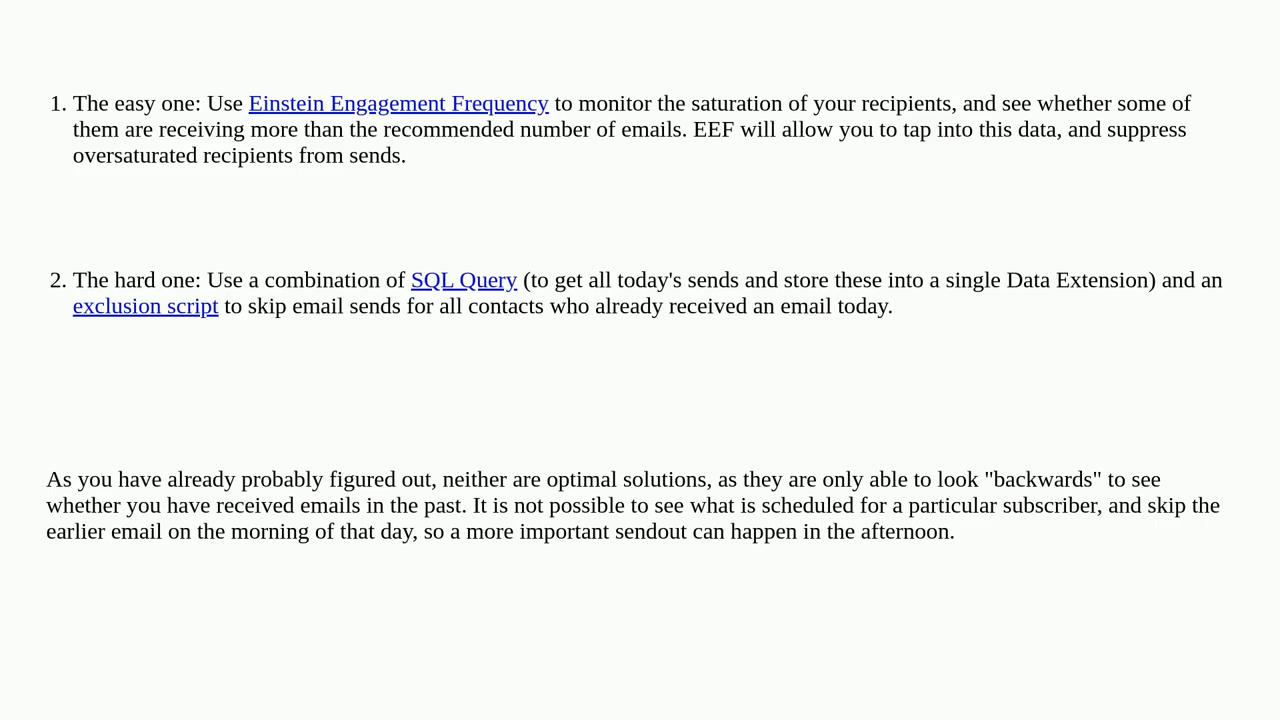 1. The easy one: Use Einstein Engagement Frequency to monitor the saturation of your recipients, and see whether some of
them are receiving more than the recommended number of emails. EEF will allow you to tap into this data, and suppress
oversaturated recipients from sends.
2. The hard one: Use a combination of SQL Query (to get all today's sends and store these into a single Data Extension) and an
exclusion script to skip email sends for all contacts who already received an email today.
As you have already probably figured out, neither are optimal solutions, as they are only able to look "backwards" to see
whether you have received emails in the past. It is not possible to see what is scheduled for a particular subscriber, and skip the
earlier email on the morning of that day, so a more important sendout can happen in the afternoon.